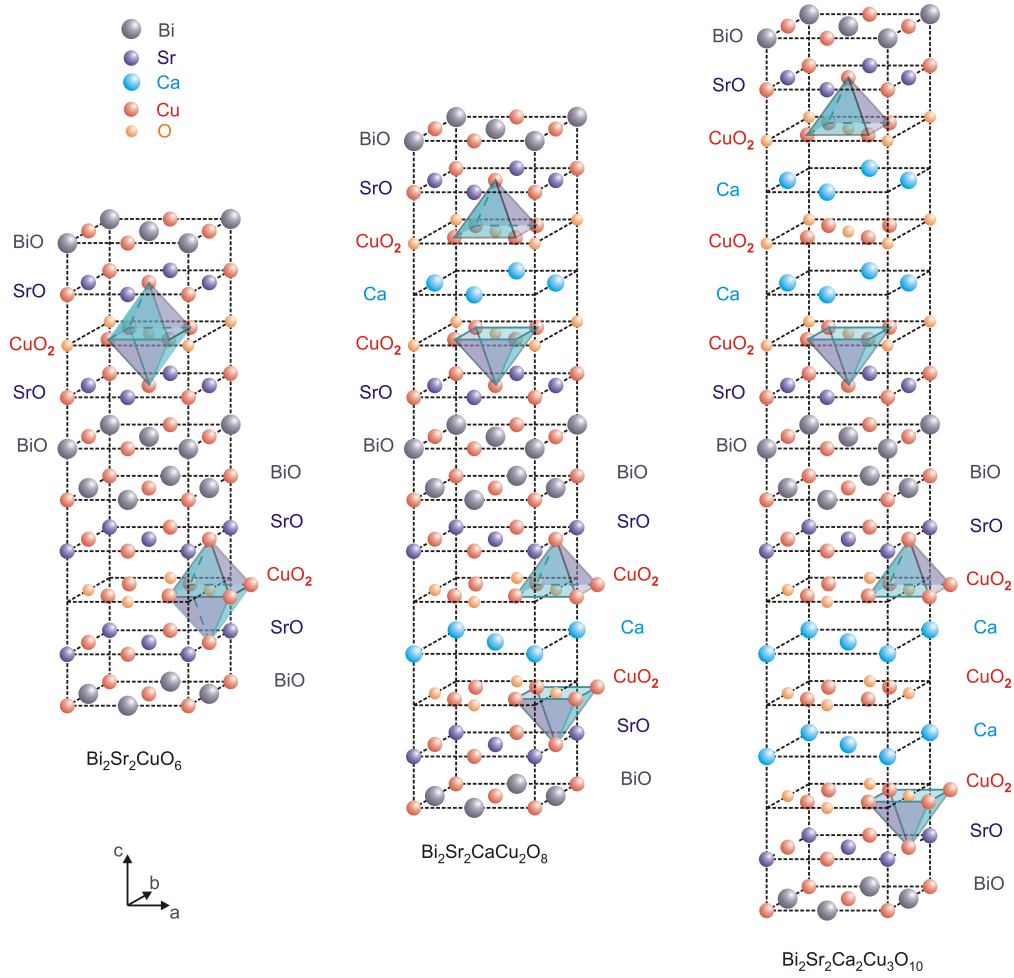 Bi
Sr
Ca
Cu
O
BiO
SrO
CuO₂
SrO
BiO
BiO
SrO
CuO₂
SrO
BiO
Bi₂Sr₂CuO₆
c
b
a
BiO
SrO
CuO₂
Ca
CuO₂
SrO
BiO
BiO
SrO
CuO₂
Ca
CuO₂
SrO
BiO
Bi₂Sr₂CaCu₂O₈
BiO
SrO
CuO₂
Ca
CuO₂
Ca
CuO₂
SrO
BiO
BiO
SrO
CuO₂
Ca
CuO₂
Ca
CuO₂
SrO
BiO
Bi₂Sr₂Ca₂Cu₃O₁₀